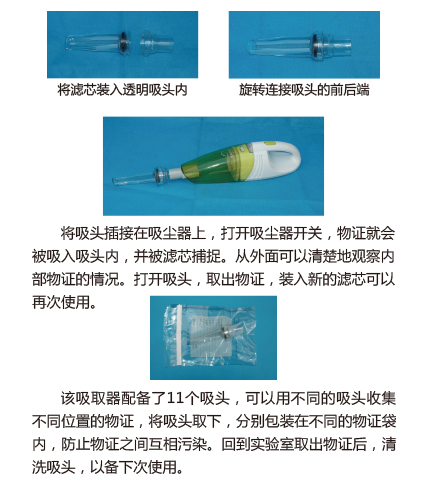 将滤芯装入透明吸头内
旋转连接吸头的前后端
将吸头插接在吸尘器上，打开吸尘器开关，物证就会
被吸入吸头内，并被滤芯捕捉。从外面可以清楚地观察内
部物证的情况。打开吸头，取出物证，装入新的滤芯可以
再次使用。
该吸取器配备了11个吸头，可以用不同的吸头收集
不同位置的物证，将吸头取下，分别包装在不同的物证袋
内，防止物证之间互相污染。回到实验室取出物证后，清
洗吸头，以备下次使用。